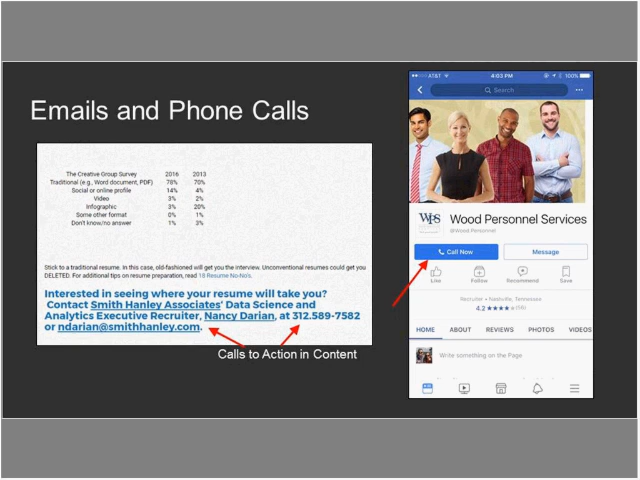 Emails and Phone Calls
The Creative Group Survey 2016 2013
Traditional (e.g., Word document, PDF) 78% 70%
Social or online profile 14% 4%
Video 3% 2%
Infographic 3% 20%
Some other format 0% 1%
Don't know/no answer 1% 3%
Stick to a traditional resume. In this case, old-fashioned will get you the interview. Unconventional resumes could get you
DELETED. For additional tips on resume preparation, read 18 Resume No-No's.
Interested in seeing where your resume will take you?
Contact Smith Hanley Associates' Data Science and
Analytics Executive Recruiter, Nancy Darian, at 312.589-7582
or ndarian@smithhanley.com.
Calls to Action in Content
AT&T 4:03 PM 100%
Search
WPS Wood Personnel Services
@Wood Personnel
Call Now Message
Like Follow Recommend Save
Recruiter • Nashville, Tennessee
4.2 ★★★★★ (56)
HOME ABOUT REVIEWS PHOTOS VIDEOS
Write something on the Page